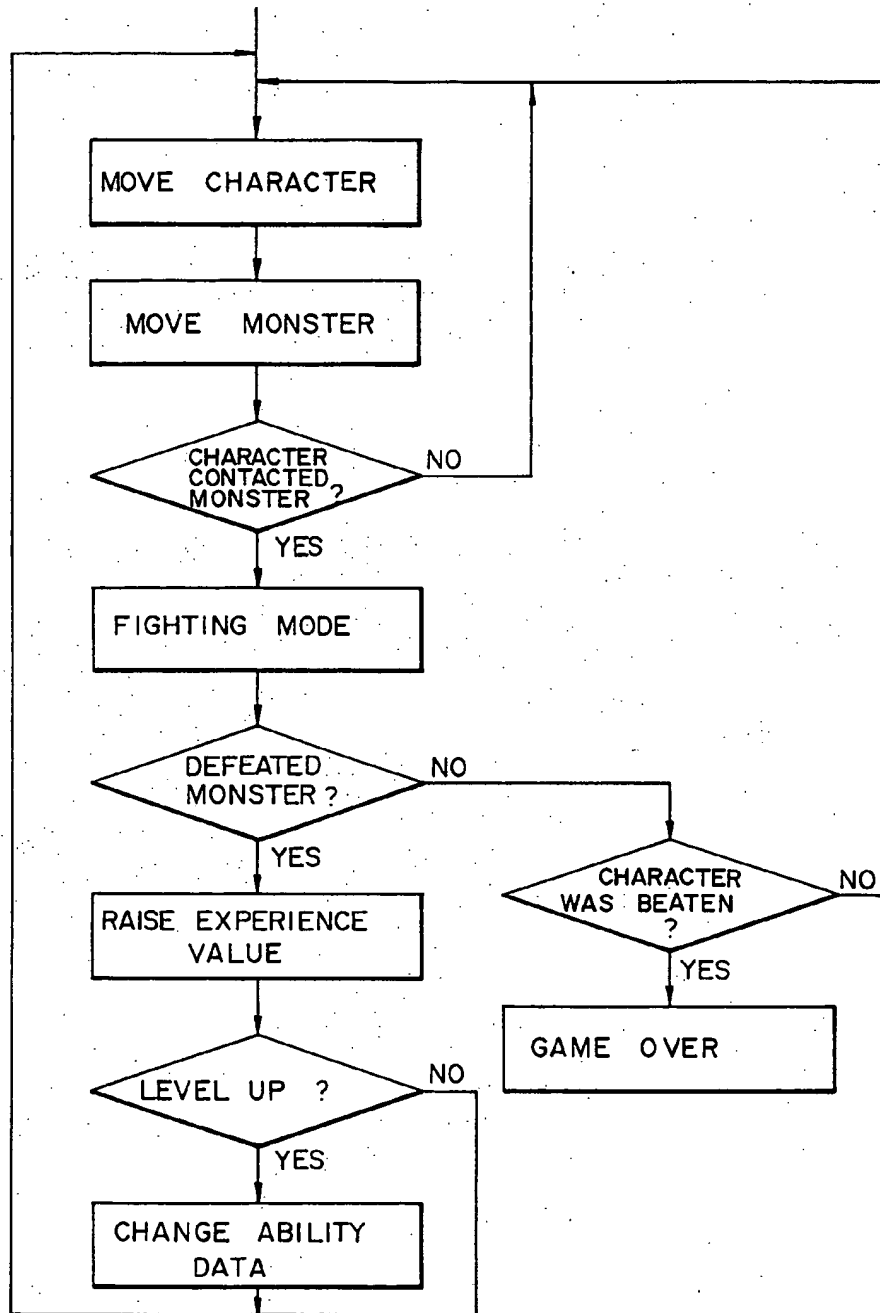 MOVE CHARACTER
MOVE MONSTER
CHARACTER
CONTACTED
MONSTER ?
NO
YES
FIGHTING MODE
DEFEATED
MONSTER ?
NO
YES
CHARACTER
WAS BEATEN
?
NO
YES
RAISE EXPERIENCE
VALUE
GAME OVER
LEVEL UP ?
NO
YES
CHANGE ABILITY
DATA